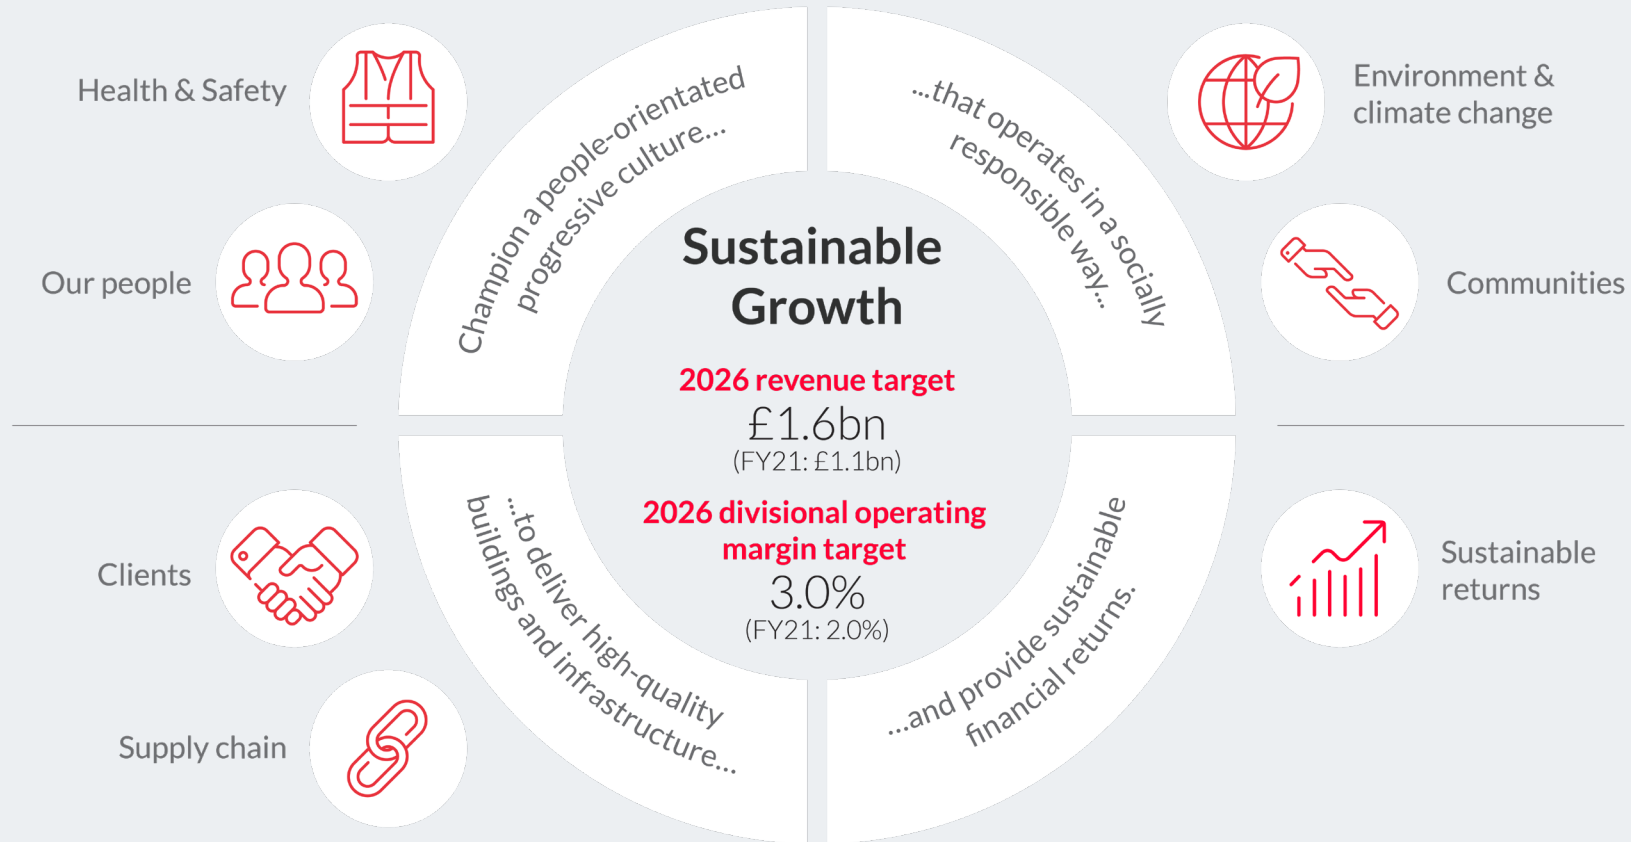 Health & Safety
Our people
Champion a people-orientated
progressive culture...
...that operates in a socially
responsible way...
Environment &
climate change
Communities
Sustainable
Growth
2026 revenue target
£1.6bn
(FY21: £1.1bn)
2026 divisional operating
margin target
3.0%
(FY21: 2.0%)
Clients
Supply chain
...to deliver high-quality
buildings and infrastructure...
...and provide sustainable
financial returns.
Sustainable
returns